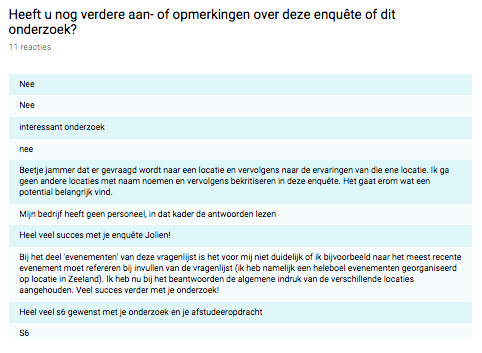 Heeft u nog verdere aan- of opmerkingen over deze enquête of dit
onderzoek?
11 reacties
Nee
Nee
interessant onderzoek
nee
Beetje jammer dat er gevraagd wordt naar een locatie en vervolgens naar de ervaringen van die ene locatie. Ik ga
geen andere locaties met naam noemen en vervolgens bekritiseren in deze enquête. Het gaat erom wat een
potential belangrijk vind.
Mijn bedrijf heeft geen personeel, in dat kader de antwoorden lezen
Heel veel succes met je enquête Jolien!
Bij het deel 'evenementen' van deze vragenlijst is het voor mij niet duidelijk of ik bijvoorbeeld naar het meest recente
evenement moet refereren bij invullen van de vragenlijst (ik heb namelijk een heleboel evenementen georganiseerd
op locatie in Zeeland). Ik heb nu bij het beantwoorden de algemene indruk van de verschillende locaties
aangehouden. Veel succes verder met je onderzoek!
Heel veel s6 gewenst met je onderzoek en je afstudeeropdracht
S6